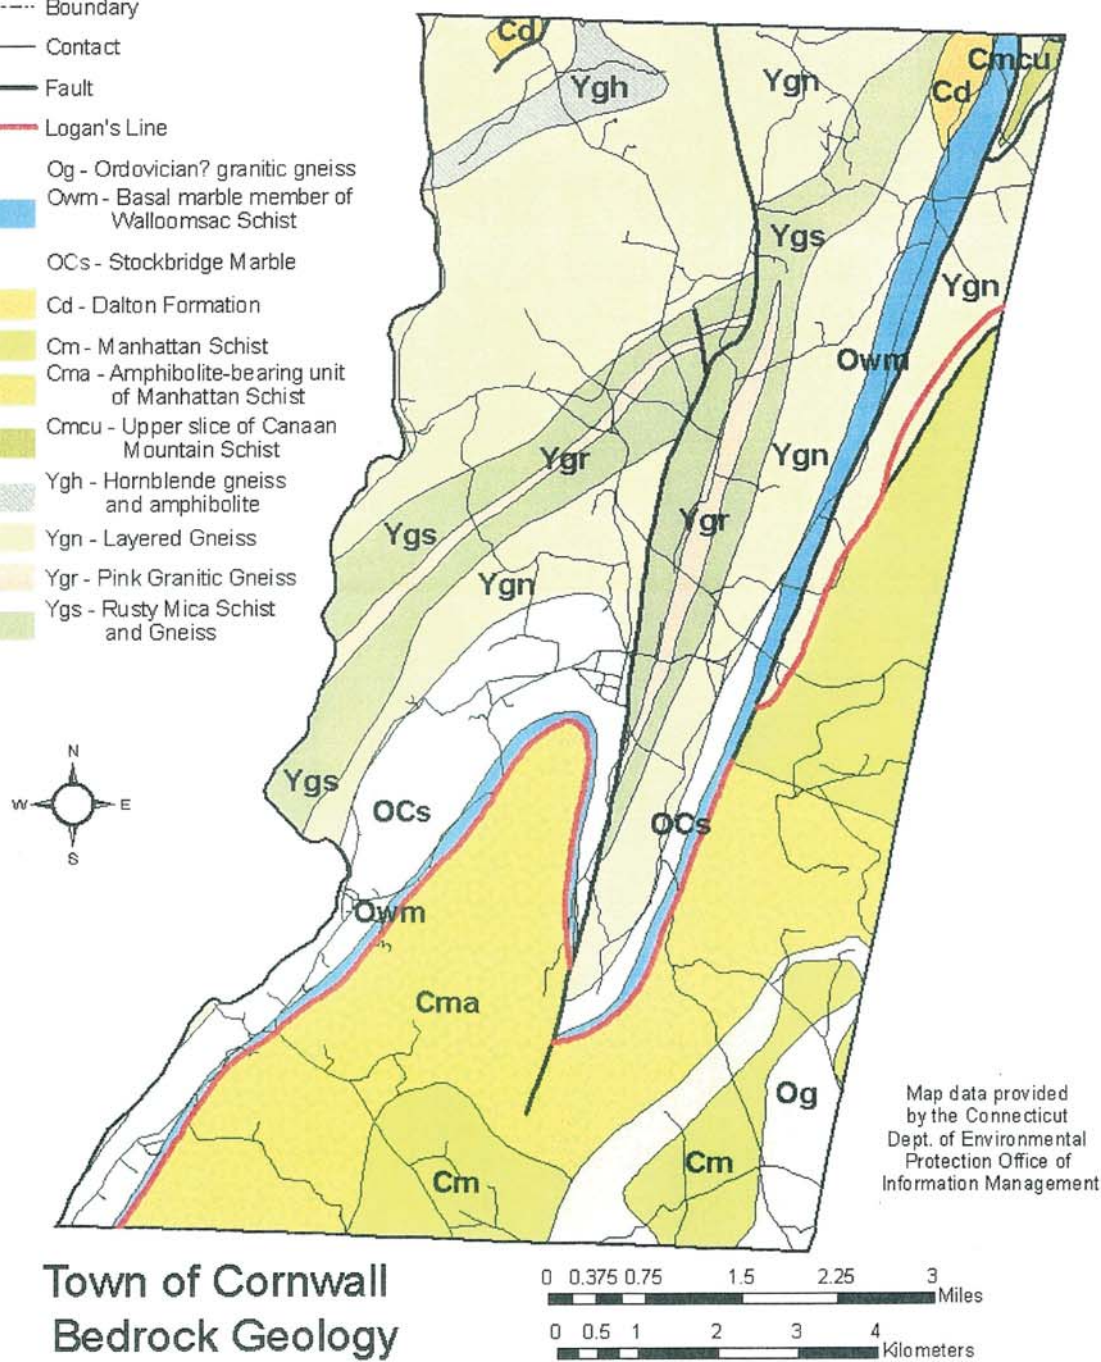 Boundary
Contact
Fault
Logan's Line
Og - Ordovician? granitic gneiss
Owm - Basal marble member of
Walloomsac Schist
OCs - Stockbridge Marble
Cd - Dalton Formation
Cm - Manhattan Schist
Cma - Amphibolite-bearing unit
of Manhattan Schist
Cmcu - Upper slice of Canaan
Mountain Schist
Ygh - Hornblende gneiss
and amphibolite
Ygn - Layered Gneiss
Ygr - Pink Granitic Gneiss
Ygs - Rusty Mica Schist
and Gneiss
N
W
E
S
Cd
Ygh
Ygn
Cmcu
Cd
Ygs
Ygn
Owm
Ygr
Ygn
Ygs
Ygr
Ygn
Ygs
OCs
OCs
Owm
Cma
Og
Cm
Cm
Map data provided
by the Connecticut
Dept. of Environmental
Protection Office of
Information Management
Town of Cornwall
Bedrock Geology
0 0.375 0.75 1.5 2.25 3
Miles
0 0.5 1 2 3 4
Kilometers